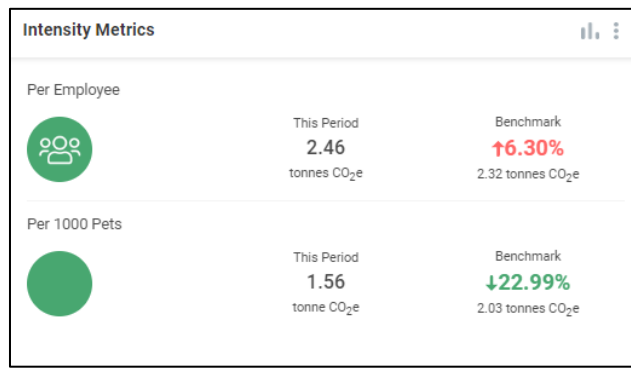 Intensity Metrics
Per Employee
This Period
2.46
tonnes CO₂e
Benchmark
↑6.30%
2.32 tonnes CO₂e
Per 1000 Pets
This Period
1.56
tonne CO₂e
Benchmark
↓22.99%
2.03 tonnes CO₂e